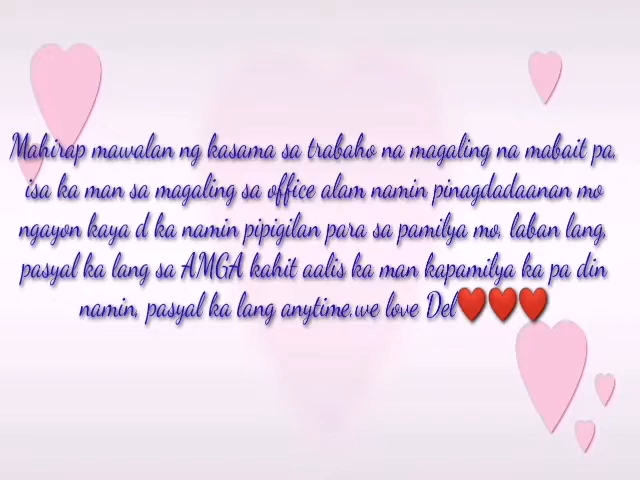 Mahirap mawalan ng kasama sa trabaho na magaling na mabait pa,
isa ka man sa magaling sa office alam namin pinagdadaanan mo
ngayon kaya d ka namin pipigilan para sa pamilya mo, laban lang,
pasyal ka lang sa AMGA kahit aalis ka man kapamilya ka pa din
namin, pasyal ka lang anytime.we love Del❤️❤️❤️